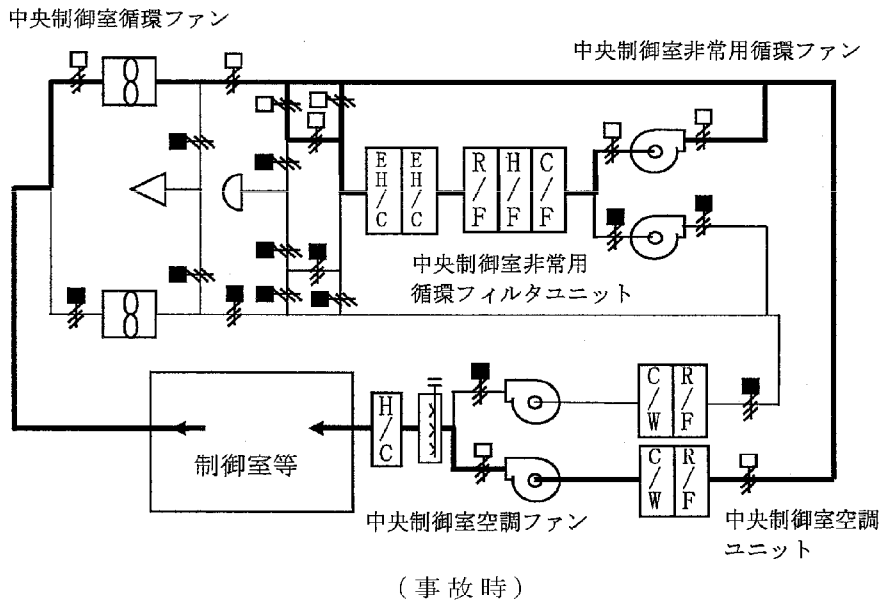 中央制御室循環ファン
中央制御室非常用循環ファン
EH/C
EH/C
R/F
H/F
C/F
中央制御室非常用
循環フィルタユニット
H/C
C/W
R/F
制御室等
C/W
R/F
中央制御室空調ファン
中央制御室空調
ユニット
(事故時)